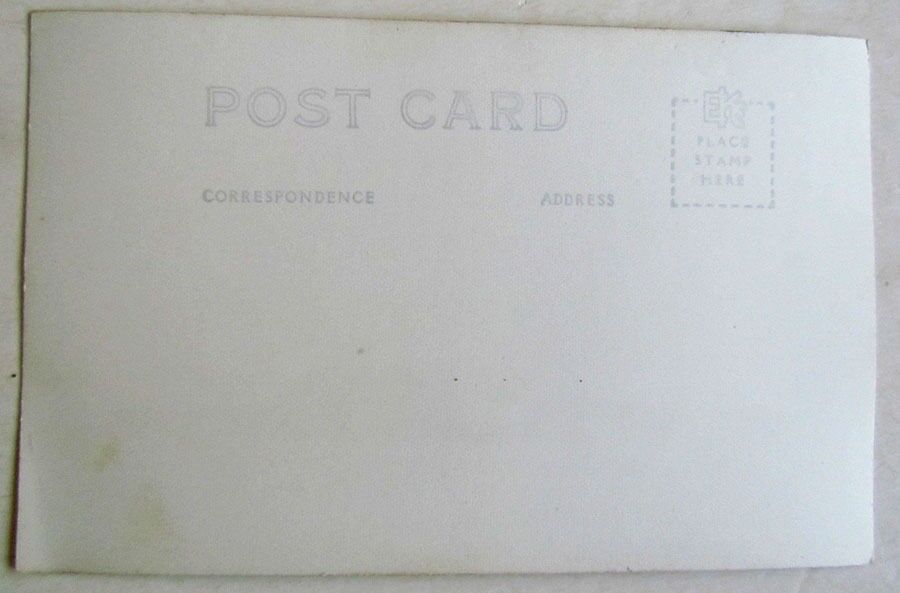 POST CARD
EKC
PLACE
STAMP
HERE
CORRESPONDENCE
ADDRESS